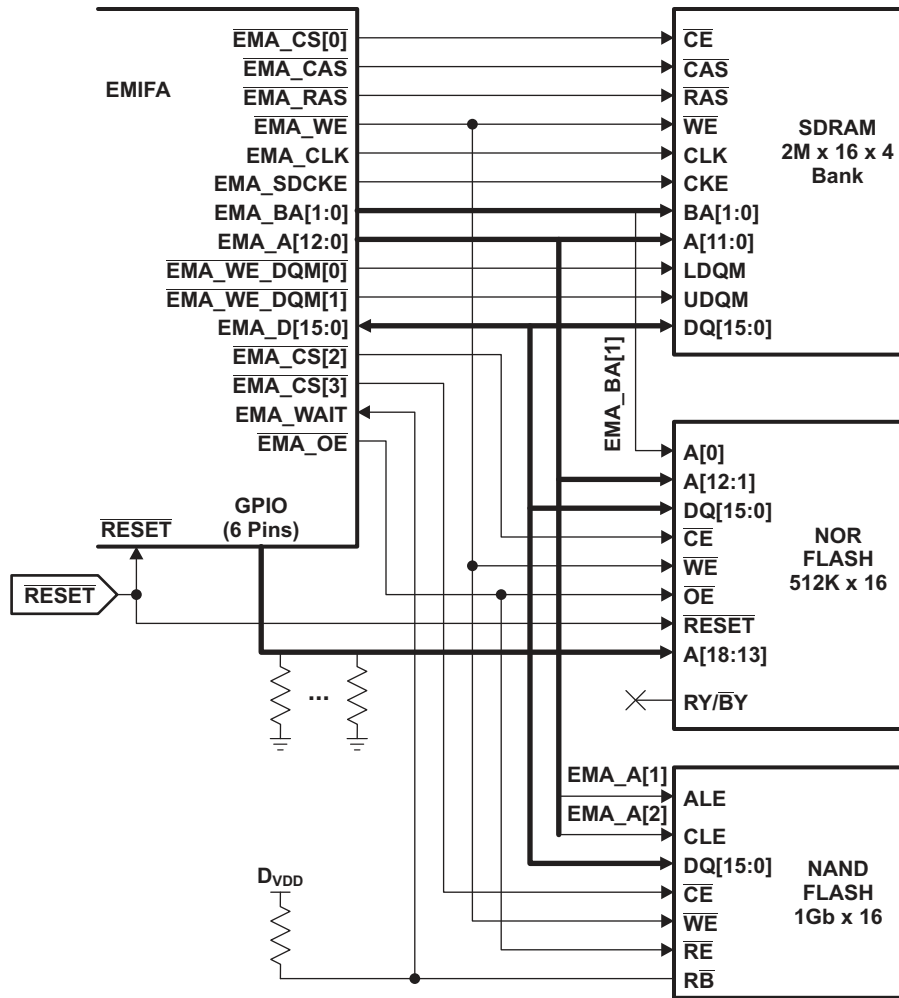 EMIFA
EMA_CS[0]
EMA_CAS
EMA_RAS
EMA_WE
EMA_CLK
EMA_SDCKE
EMA_BA[1:0]
EMA_A[12:0]
EMA_WE_DQM[0]
EMA_WE_DQM[1]
EMA_D[15:0]
EMA_CS[2]
EMA_CS[3]
EMA_WAIT
EMA_OE
GPIO
(6 Pins)
RESET
RESET
CE
CAS
RAS
WE
CLK
CKE
BA[1:0]
A[11:0]
LDQM
UDQM
DQ[15:0]
SDRAM
2M x 16 x 4
Bank
EMA_BA[1]
A[0]
A[12:1]
DQ[15:0]
CE
WE
OE
RESET
A[18:13]
RY/BY
NOR
FLASH
512K x 16
...
EMA_A[1]
EMA_A[2]
ALE
CLE
DQ[15:0]
CE
WE
RE
RB
NAND
FLASH
1Gb x 16
DVDD